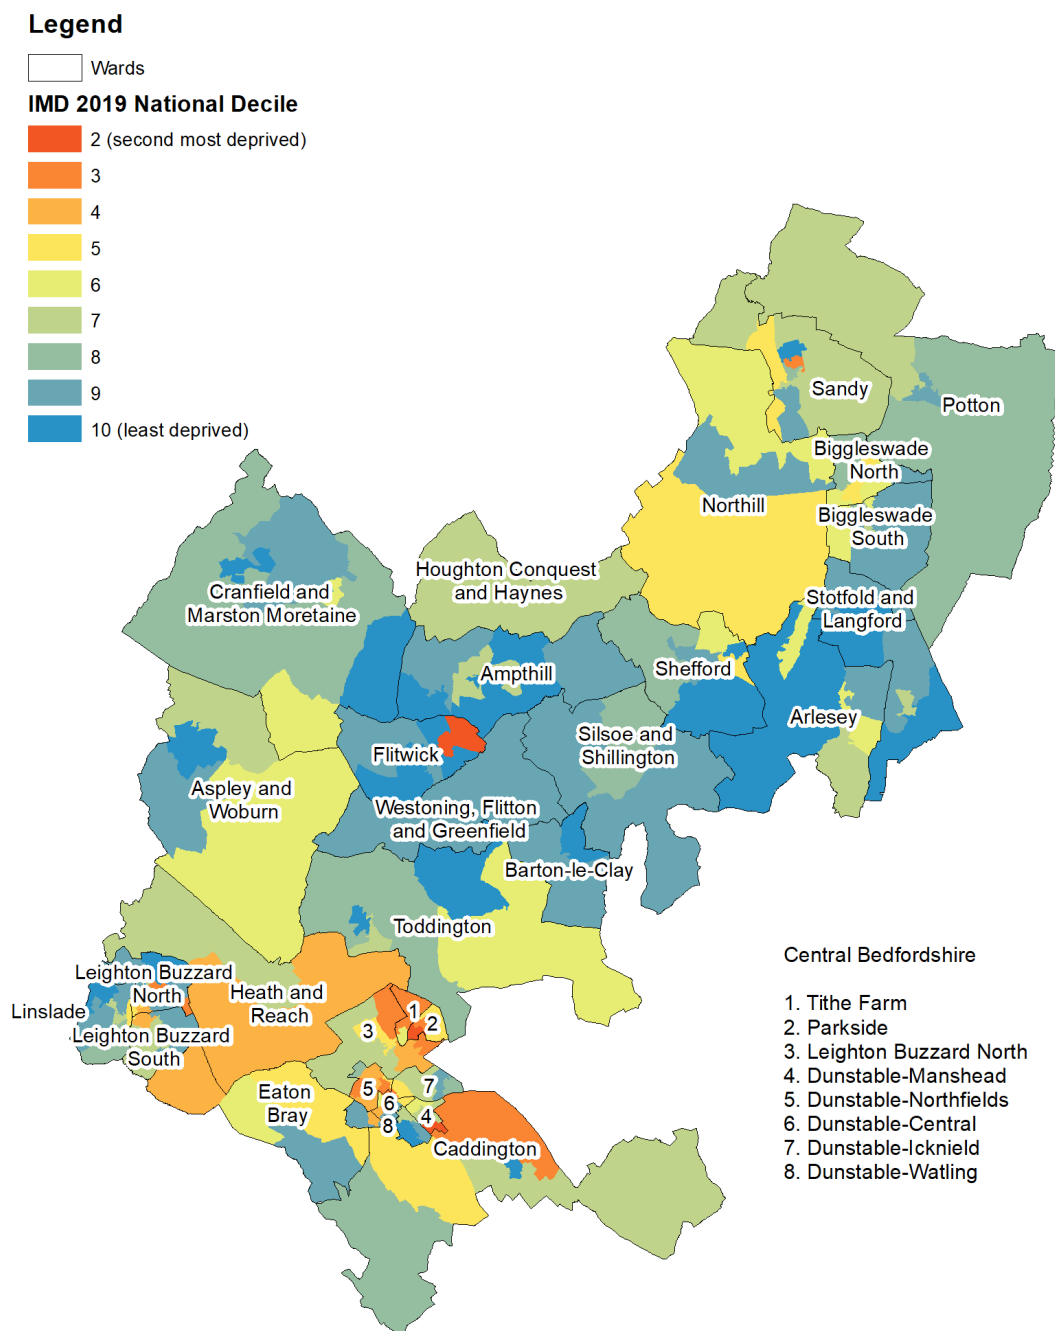 Legend
Wards
IMD 2019 National Decile
2 (second most deprived)
3
4
5
6
7
8
9
10 (least deprived)
Sandy
Potton
Biggleswade
North
Northill
Biggleswade
South
Houghton Conquest
and Haynes
Cranfield and
Marston Moretaine
Stotfold and
Langford
Ampthill
Shefford
Arlesey
Flitwick
Silsoe and
Shillington
Aspley and
Woburn
Westoning, Flitton
and Greenfield
Barton-le-Clay
Toddington
Leighton Buzzard
North
Heath and
Reach
Linslade
Leighton Buzzard
South
1
2
3
Eaton
Bray
5
7
6
4
8
Caddington
Central Bedfordshire
1. Tithe Farm
2. Parkside
3. Leighton Buzzard North
4. Dunstable-Manshead
5. Dunstable-Northfields
6. Dunstable-Central
7. Dunstable-Icknield
8. Dunstable-Watling